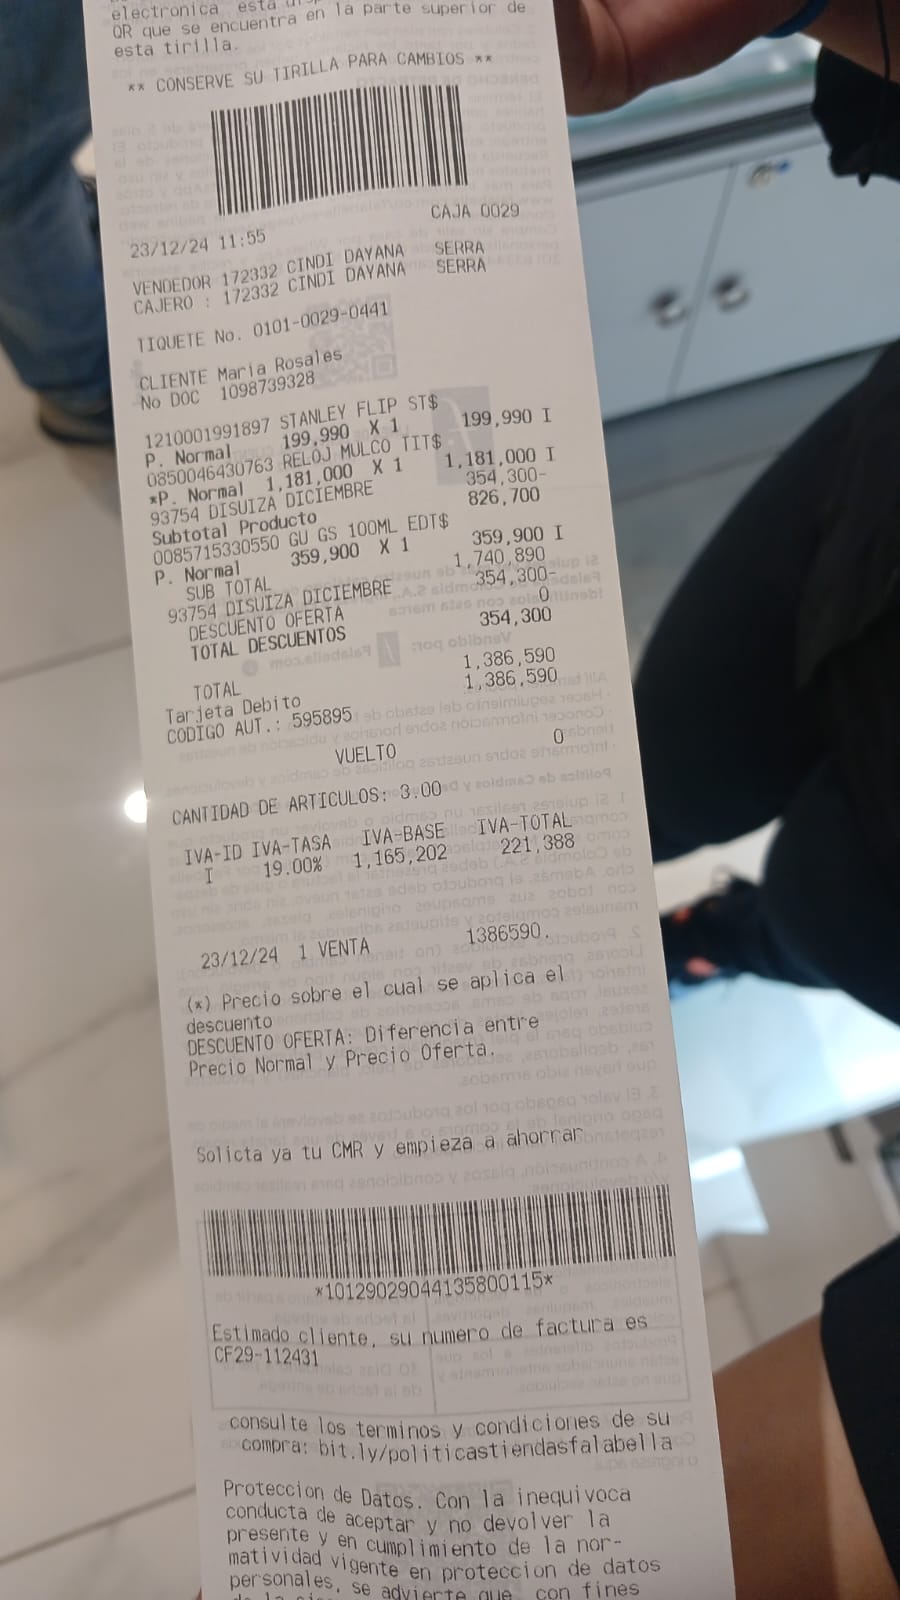 electronica esta
QR que se encuentra en la parte superior de
esta tirilla.
** CONSERVE SU TIRILLA PARA CAMBIOS **
CAJA 0029
23/12/24 11:55
VENDEDOR 172332 CINDI DAYANA SERRA
CAJERO : 172332 CINDI DAYANA SERRA
TIQUETE No. 0101-0029-0441
CLIENTE Maria Rosales
No DOC 1098739328
1210001991897 STANLEY FLIP ST$
P. Normal 199,990 X 1 199,990 I
0850046430763 RELOJ MULCO TIT$
*P. Normal 1,181,000 X 1 1,181,000 I
93754 DISUIZA DICIEMBRE 354,300-
Subtotal Producto 826,700
0085715330550 GU GS 100ML EDT$
P. Normal 359,900 X 1 359,900 I
SUB TOTAL 1,740,890
93754 DISUIZA DICIEMBRE 354,300-
DESCUENTO OFERTA 0
TOTAL DESCUENTOS 354,300
TOTAL 1,386,590
Tarjeta Debito 1,386,590
CODIGO AUT.: 595895
VUELTO 0
CANTIDAD DE ARTICULOS: 3.00
IVA-ID IVA-TASA IVA-BASE IVA-TOTAL
I 19.00% 1,165,202 221,388
23/12/24 1 VENTA 1386590.
(*) Precio sobre el cual se aplica el
descuento
DESCUENTO OFERTA: Diferencia entre
Precio Normal y Precio Oferta.
Solicta ya tu CMR y empieza a ahorrar
*10129029044135800115*
Estimado cliente, su numero de factura es
CF29-112431
consulte los terminos y condiciones de su
compra: bit.ly/politicastiendasfalabella
Proteccion de Datos. Con la inequivoca
conducta de aceptar y no devolver la
presente y en cumplimiento de la nor-
matividad vigente en proteccion de datos
personales, se advierte que, con fines